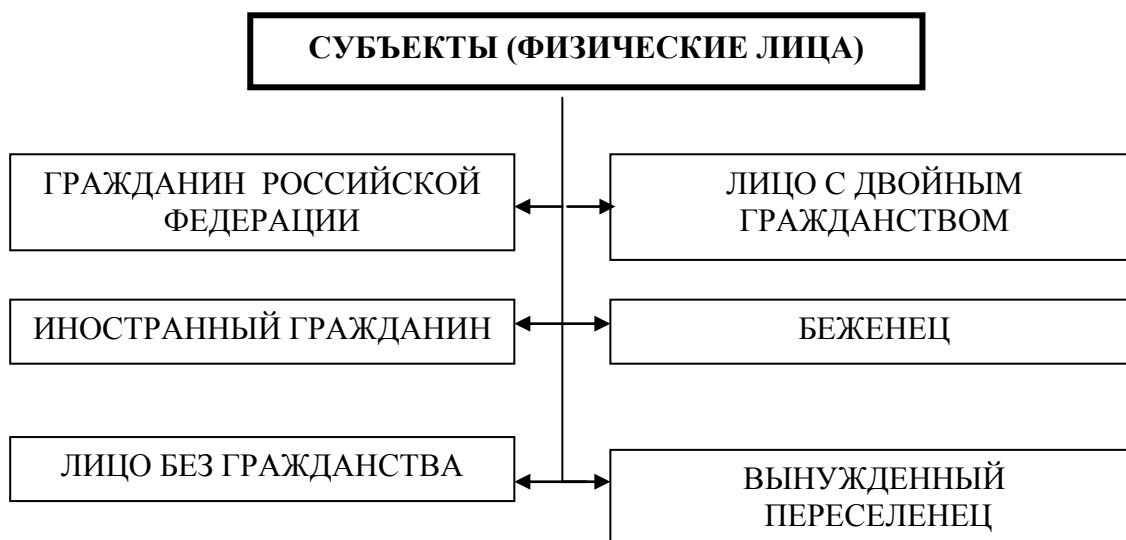 СУБЪЕКТЫ (ФИЗИЧЕСКИЕ ЛИЦА)
ГРАЖДАНИН РОССИЙСКОЙ
ФЕДЕРАЦИИ
ЛИЦО С ДВОЙНЫМ
ГРАЖДАНСТВОМ
ИНОСТРАННЫЙ ГРАЖДАНИН
БЕЖЕНЕЦ
ЛИЦО БЕЗ ГРАЖДАНСТВА
ВЫНУЖДЕННЫЙ
ПЕРЕСЕЛЕНЕЦ